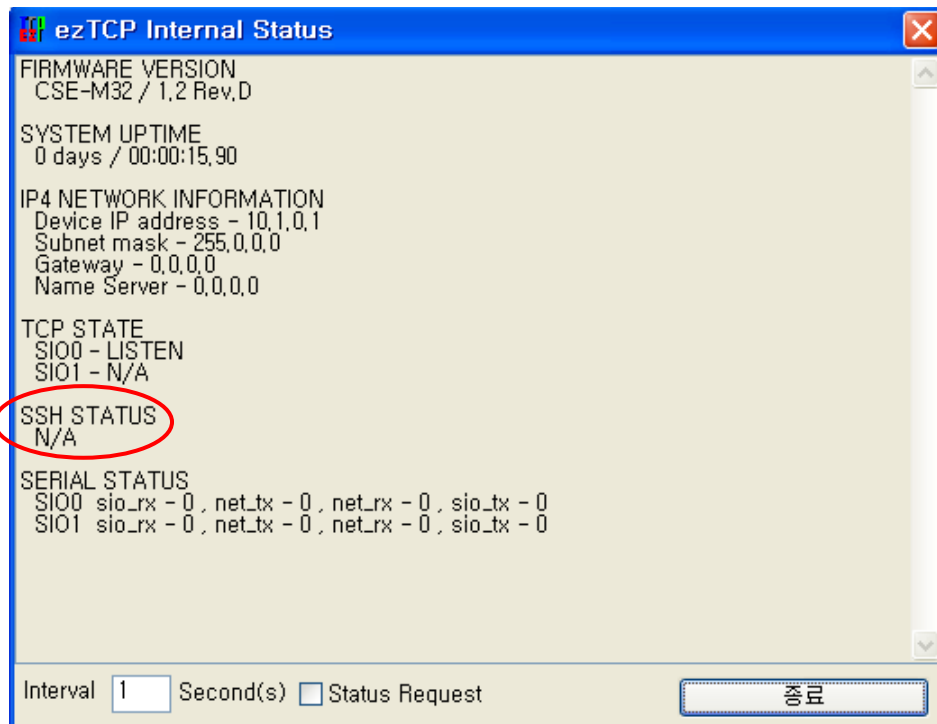 ezTCP Internal Status
FIRMWARE VERSION
CSE-M32 / 1,2 Rev,D
SYSTEM UPTIME
0 days / 00:00:15,90
IP4 NETWORK INFORMATION
Device IP address - 10,1,0,1
Subnet mask - 255,0,0,0
Gateway - 0,0,0,0
Name Server - 0,0,0,0
TCP STATE
SIO0 - LISTEN
SIO1 - N/A
SSH STATUS
N/A
SERIAL STATUS
SIO0 sio_rx - 0 , net_tx - 0 , net_rx - 0 , sio_tx - 0
SIO1 sio_rx - 0 , net_tx - 0 , net_rx - 0 , sio_tx - 0
Interval 1 Second(s) Status Request 종료